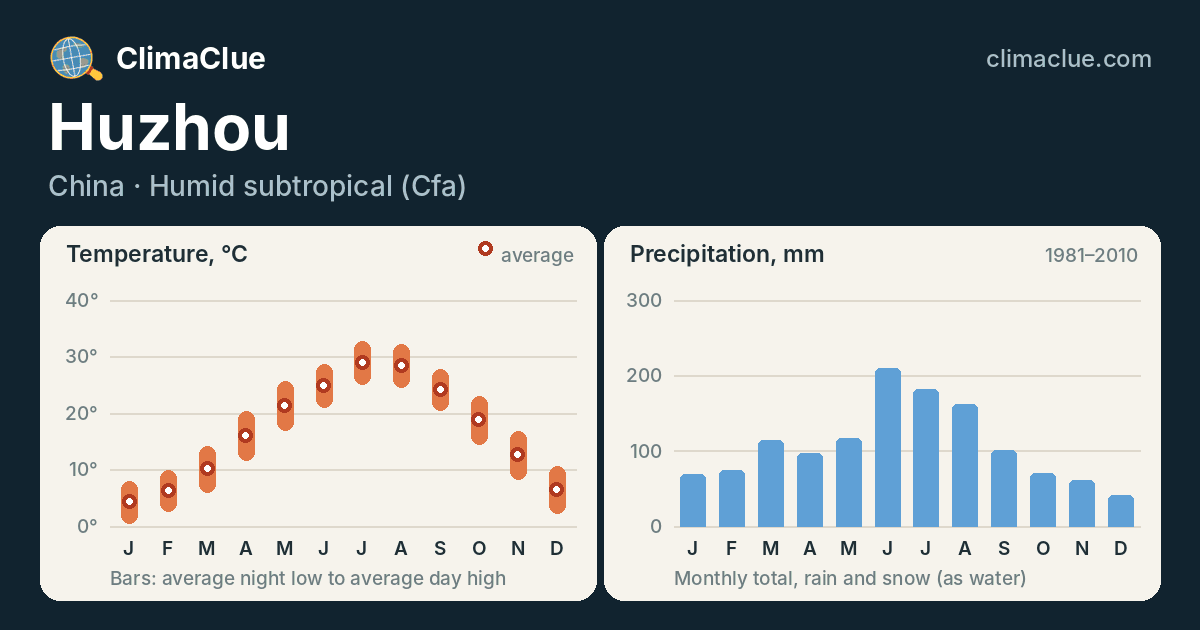 ClimaClue
climaclue.com
Huzhou
China · Humid subtropical (Cfa)
Temperature, °C
average
40°
30°
20°
10°
0°
J F M A M J J A S O N D
Bars: average night low to average day high
Precipitation, mm
1981–2010
300
200
100
0
J F M A M J J A S O N D
Monthly total, rain and snow (as water)